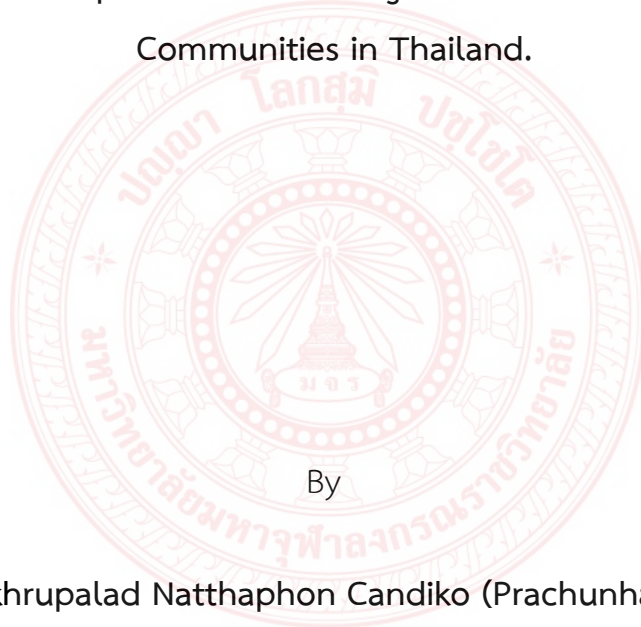 Communities in Thailand.
ปญฺญา โลกสฺมิ ปชฺโชโต
มจร
มหาวิทยาลัยมหาจุฬาลงกรณราชวิทยาลัย
By
Natthaphon Candiko